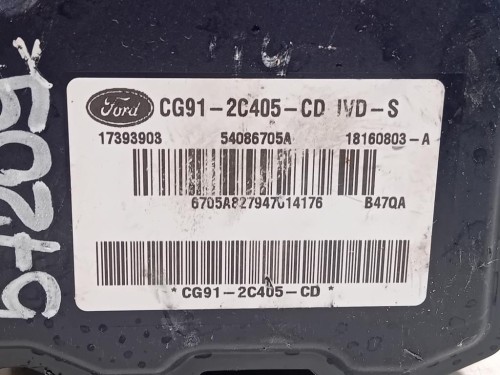 Ford CG91-2C405-CD IVD-S
17393903 54086705A 18160803-A
6705A827947014176 B47QA
* CG91-2C405-CD *